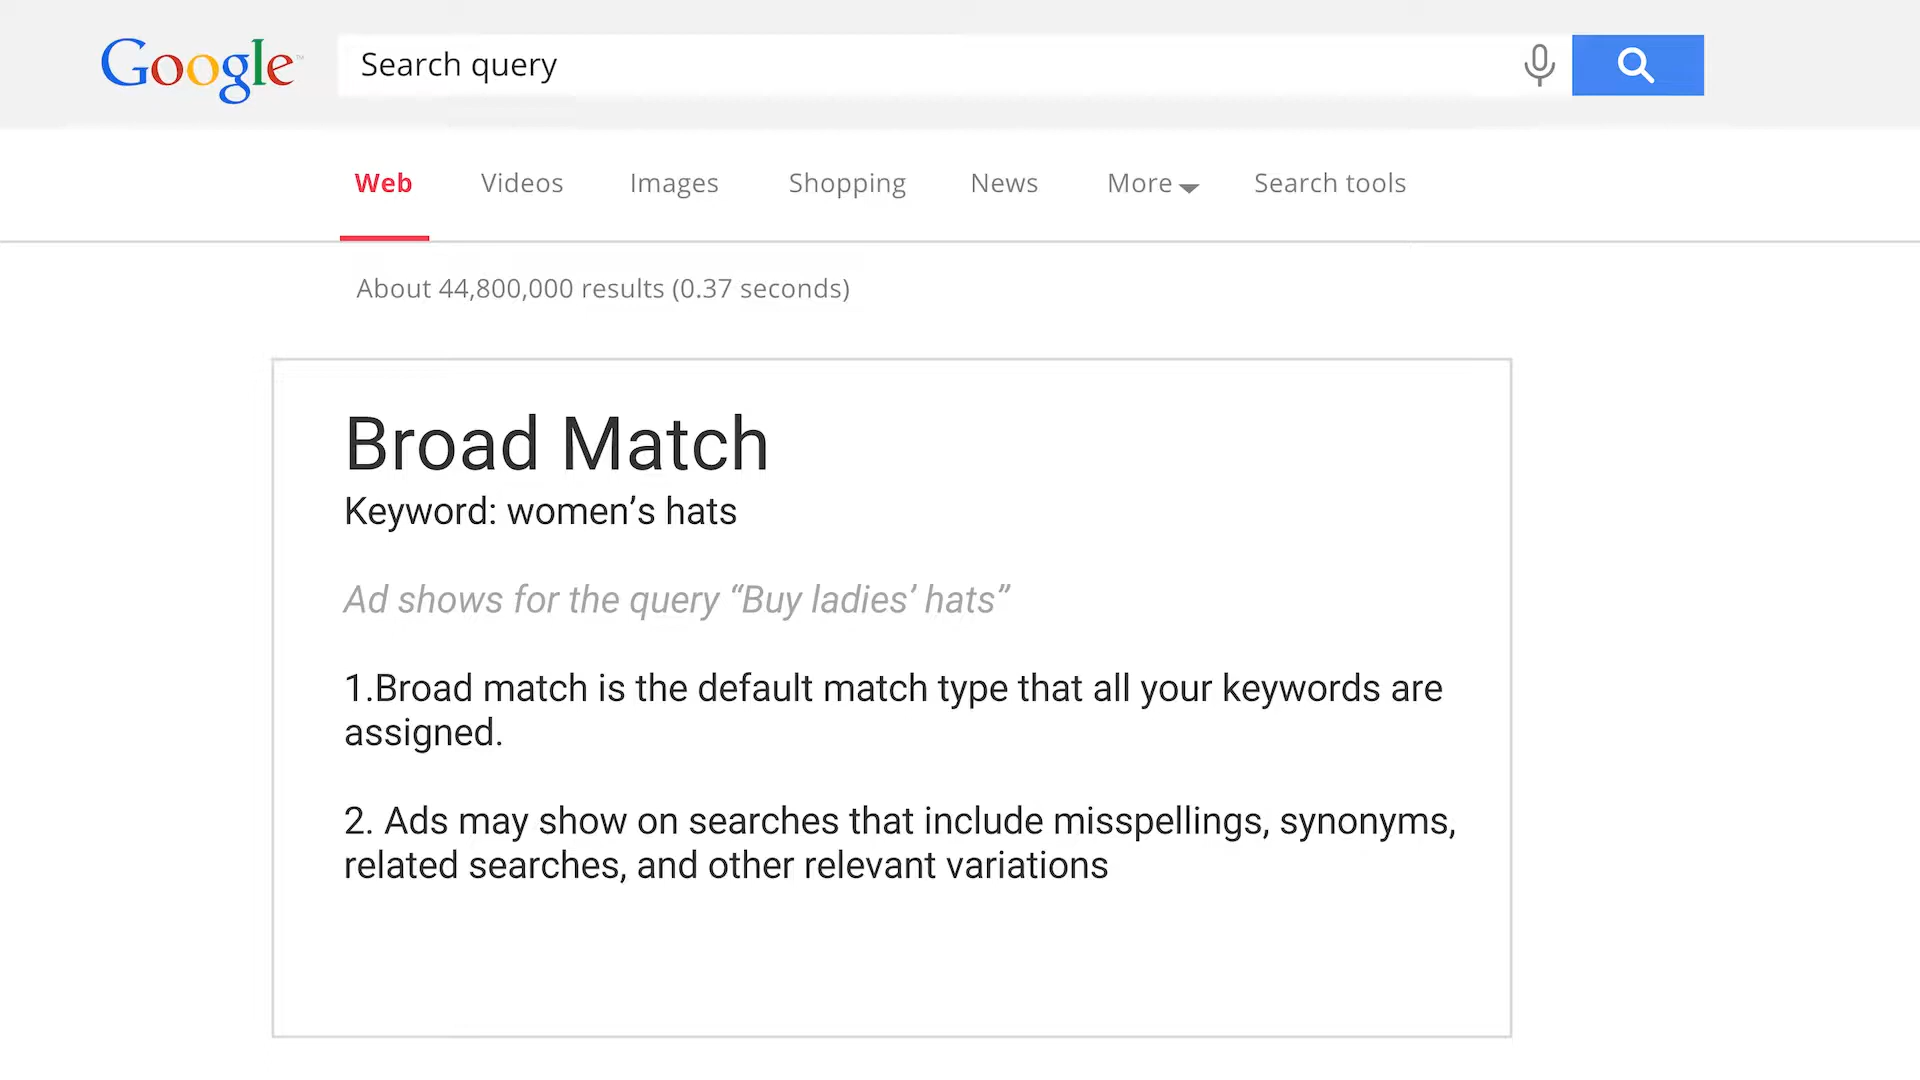 Google™
Search query
Web Videos Images Shopping News More Search tools
About 44,800,000 results (0.37 seconds)
Broad Match
Keyword: women’s hats
Ad shows for the query “Buy ladies’ hats”
1.Broad match is the default match type that all your keywords are
assigned.
2. Ads may show on searches that include misspellings, synonyms,
related searches, and other relevant variations